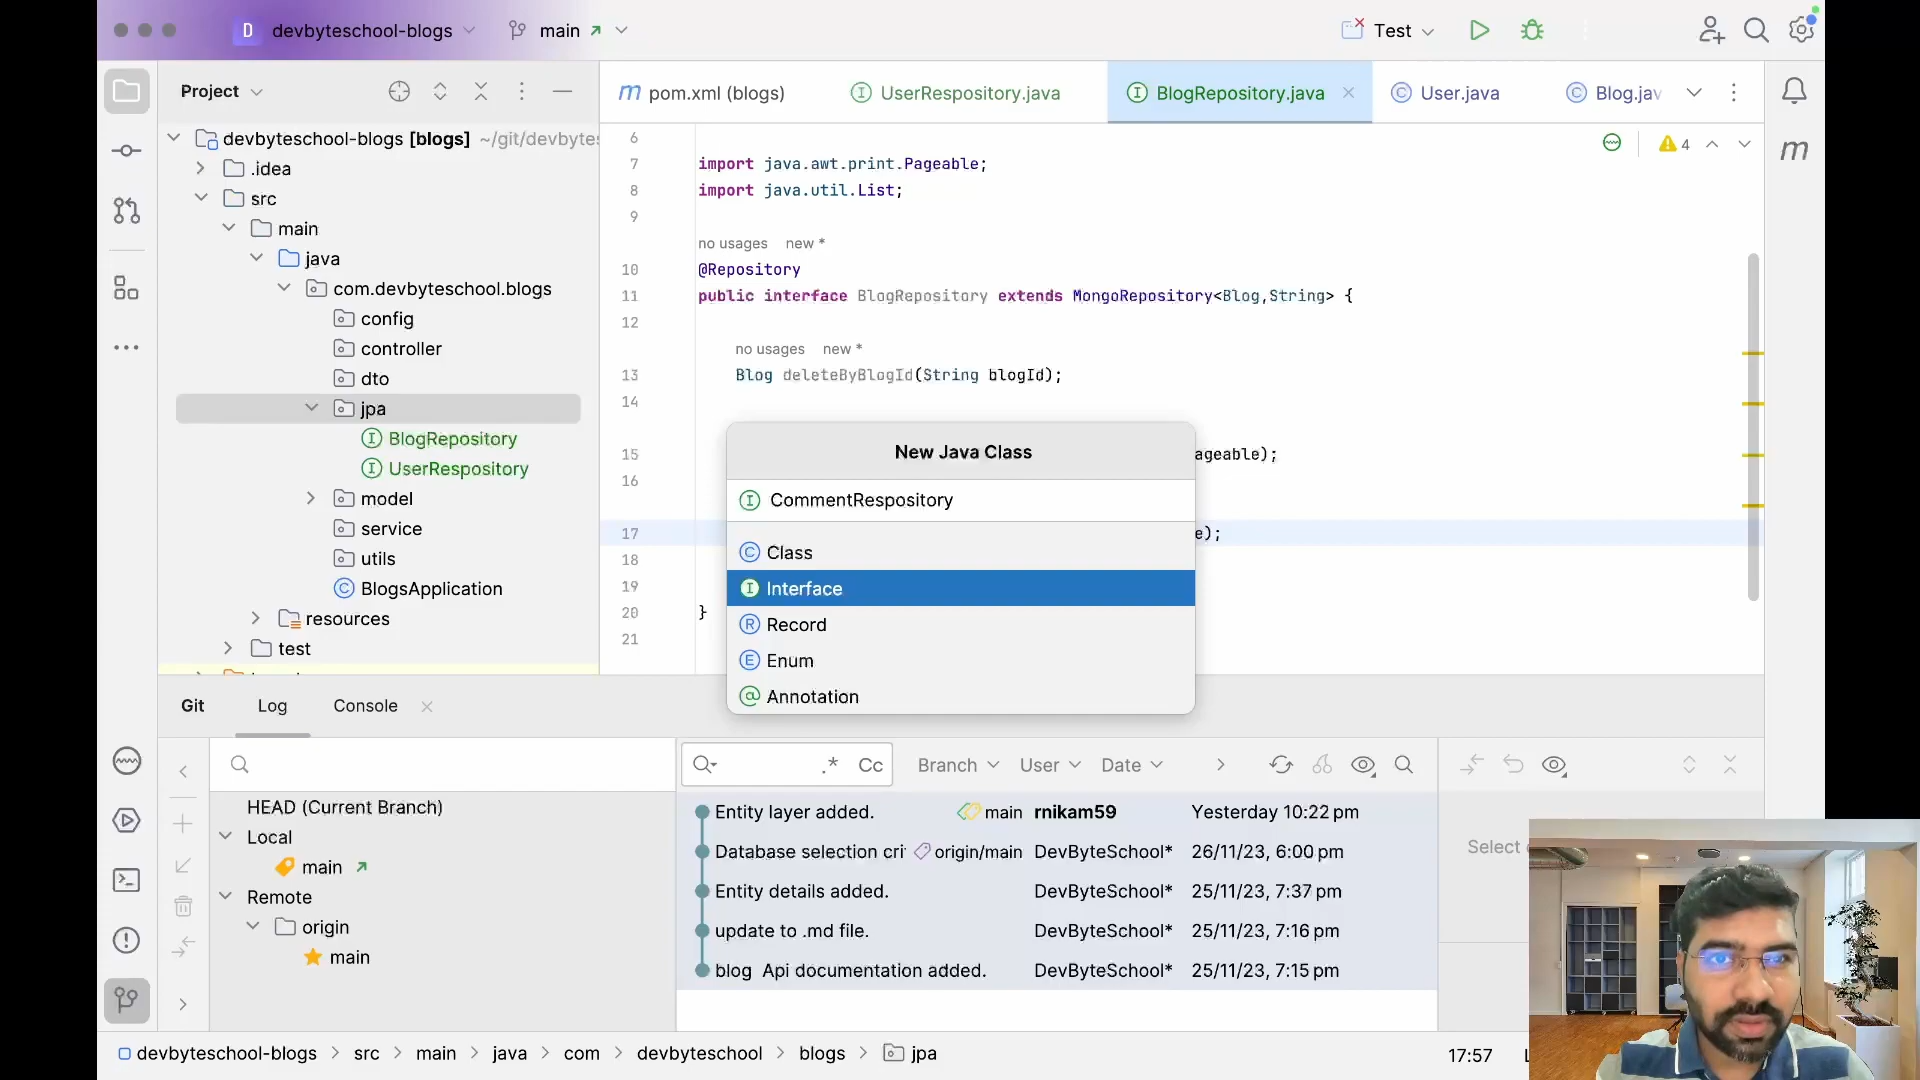 D devbyteschool-blogs main Test
Project
pom.xml (blogs) UserRespository.java BlogRepository.java User.java Blog.jav
devbyteschool-blogs [blogs] ~/git/devbytes
.idea
src
main
java
com.devbyteschool.blogs
config
controller
dto
jpa
BlogRepository
UserRespository
model
service
utils
BlogsApplication
resources
test
4
6
7 import java.awt.print.Pageable;
8 import java.util.List;
9
no usages new *
10 @Repository
11 public interface BlogRepository extends MongoRepository<Blog,String> {
12
no usages new *
13 Blog deleteByBlogId(String blogId);
14
15 ageable);
16
17 e);
18
19
20 }
21
New Java Class
CommentRespository
Class
Interface
Record
Enum
Annotation
Git Log Console
.* Cc Branch User Date
HEAD (Current Branch)
Local
main
Remote
origin
main
Entity layer added. main rnikam59 Yesterday 10:22 pm
Database selection cri origin/main DevByteSchool* 26/11/23, 6:00 pm
Entity details added. DevByteSchool* 25/11/23, 7:37 pm
update to .md file. DevByteSchool* 25/11/23, 7:16 pm
blog Api documentation added. DevByteSchool* 25/11/23, 7:15 pm
Select
devbyteschool-blogs > src > main > java > com > devbyteschool > blogs > jpa
17:57